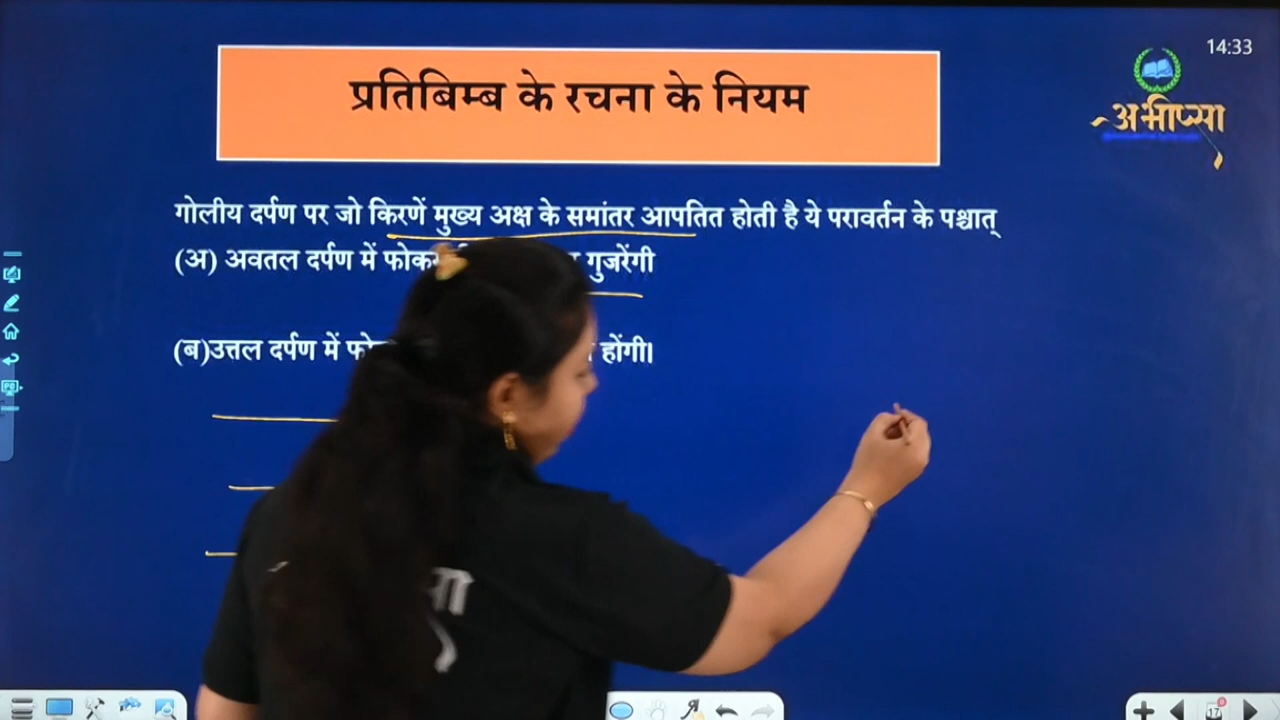 14:33
प्रतिबिम्ब के रचना के नियम
अभीप्सा
गोलीय दर्पण पर जो किरणें मुख्य अक्ष के समांतर आपतित होती है ये परावर्तन के पश्चात्
(अ) अवतल दर्पण में गुजरेंगी
(ब)उत्तल दर्पण में होंगी।
17